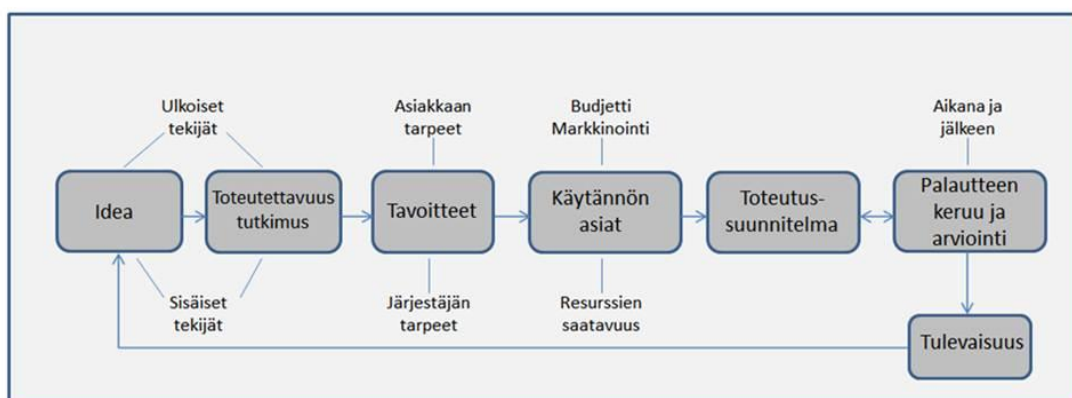 Ulkoiset
tekijät
Asiakkaan
tarpeet
Budjetti
Markkinointi
Aikana ja
jälkeen
Idea
Toteutettavuus
tutkimus
Tavoitteet
Käytännön
asiat
Toteutus-
suunnitelma
Palautteen
keruu ja
arviointi
Sisäiset
tekijät
Järjestäjän
tarpeet
Resurssien
saatavuus
Tulevaisuus